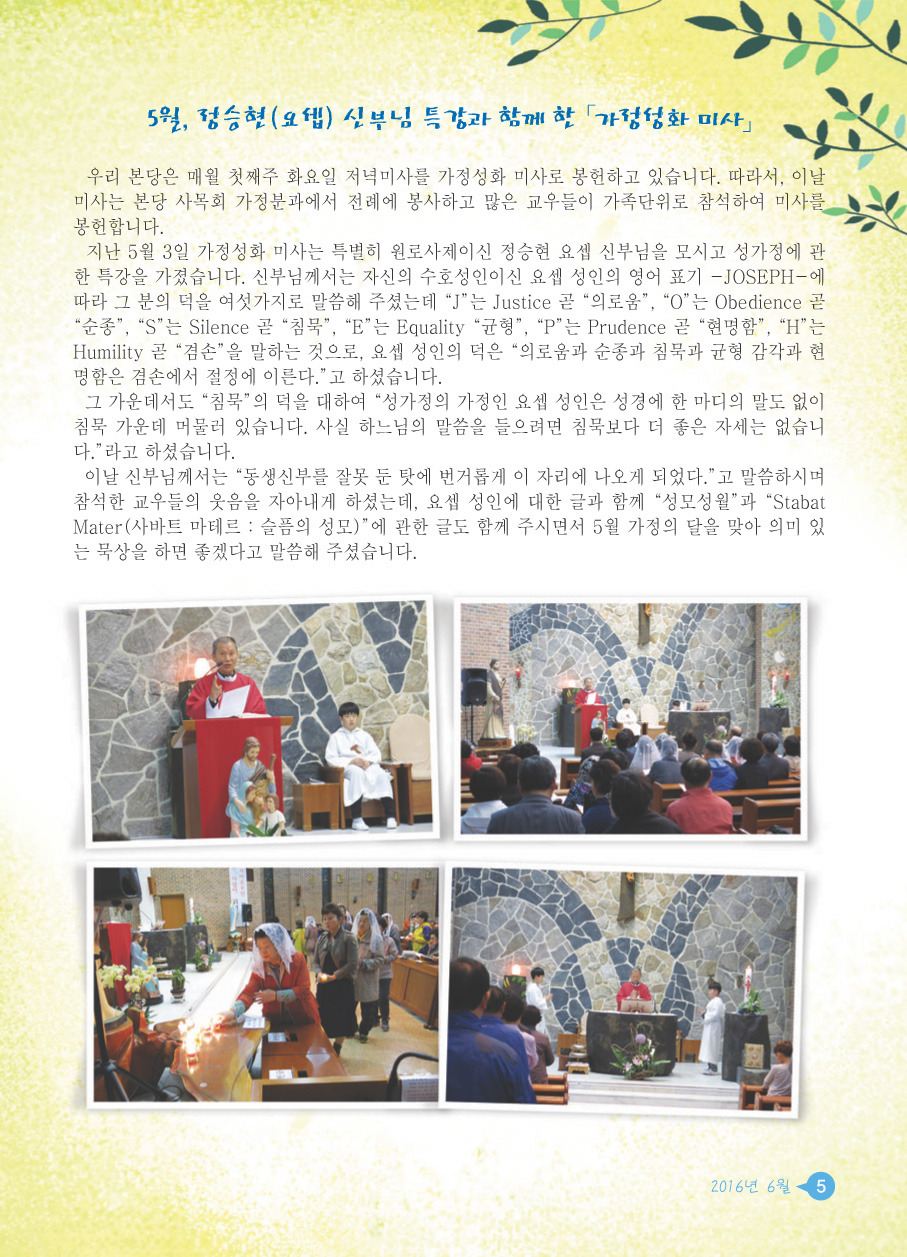 5월, 정승현(요셉) 신부님 특강과 함께 한 「가정성화 미사」
우리 본당은 매월 첫째주 화요일 저녁미사를 가정성화 미사로 봉헌하고 있습니다. 따라서, 이날
미사는 본당 사목회 가정분과에서 전례에 봉사하고 많은 교우들이 가족단위로 참석하여 미사를
봉헌합니다.
지난 5월 3일 가정성화 미사는 특별히 원로사제이신 정승현 요셉 신부님을 모시고 성가정에 관
한 특강을 가졌습니다. 신부님께서는 자신의 수호성인이신 요셉 성인의 영어 표기 -JOSEPH-에
따라 그 분의 덕을 여섯가지로 말씀해 주셨는데 “J”는 Justice 곧 “의로움”, “O”는 Obedience 곧
“순종”, “S”는 Silence 곧 “침묵”, “E”는 Equality “균형”, “P”는 Prudence 곧 “현명함”, “H”는
Humility 곧 “겸손”을 말하는 것으로, 요셉 성인의 덕은 “의로움과 순종과 침묵과 균형 감각과 현
명함은 겸손에서 절정에 이른다.”고 하셨습니다.
그 가운데서도 “침묵”의 덕을 대하여 “성가정의 가정인 요셉 성인은 성경에 한 마디의 말도 없이
침묵 가운데 머물러 있습니다. 사실 하느님의 말씀을 들으려면 침묵보다 더 좋은 자세는 없습니
다.”라고 하셨습니다.
이날 신부님께서는 “동생신부를 잘못 둔 탓에 번거롭게 이 자리에 나오게 되었다.”고 말씀하시며
참석한 교우들의 웃음을 자아내게 하셨는데, 요셉 성인에 대한 글과 함께 “성모성월”과 “Stabat
Mater(사바트 마테르 : 슬픔의 성모)”에 관한 글도 함께 주시면서 5월 가정의 달을 맞아 의미 있
는 묵상을 하면 좋겠다고 말씀해 주셨습니다.
2016년 6월 5